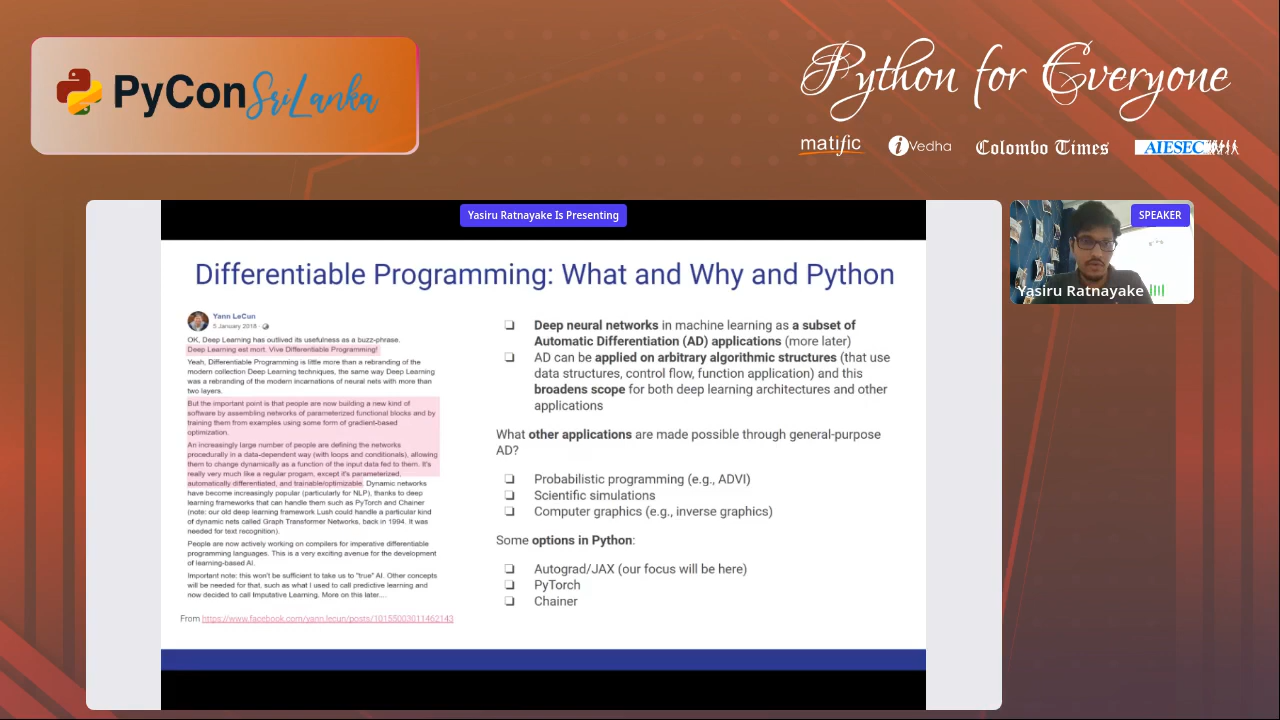 PyCon Sri Lanka
Python for Everyone
matific
iVedha
Colombo Times
AIESEC
Yasiru Ratnayake Is Presenting
SPEAKER
Yasiru Ratnayake
Differentiable Programming: What and Why and Python
Yann LeCun
5 January 2018 ·
OK, Deep Learning has outlived its usefulness as a buzz-phrase.
Deep Learning est mort. Vive Differentiable Programming!
Yeah, Differentiable Programming is little more than a rebranding of the
modern collection Deep Learning techniques, the same way Deep Learning
was a rebranding of the modern incarnations of neural nets with more than
two layers.
But the important point is that people are now building a new kind of
software by assembling networks of parameterized functional blocks and by
training them from examples using some form of gradient-based
optimization.
An increasingly large number of people are defining the networks
procedurally in a data-dependent way (with loops and conditionals), allowing
them to change dynamically as a function of the input data fed to them. It's
really very much like a regular progam, except it's parameterized,
automatically differentiated, and trainable/optimizable. Dynamic networks
have become increasingly popular (particularly for NLP), thanks to deep
learning frameworks that can handle them such as PyTorch and Chainer
(note: our old deep learning framework Lush could handle a particular kind
of dynamic nets called Graph Transformer Networks, back in 1994. It was
needed for text recognition).
People are now actively working on compilers for imperative differentiable
programming languages. This is a very exciting avenue for the development
of learning-based AI.
Important note: this won't be sufficient to take us to "true" AI. Other concepts
will be needed for that, such as what I used to call predictive learning and
now decided to call Imputative Learning. More on this later....
From https://www.facebook.com/yann.lecun/posts/10155003011462143
❏ Deep neural networks in machine learning as a subset of
Automatic Differentiation (AD) applications (more later)
❏ AD can be applied on arbitrary algorithmic structures (that use
data structures, control flow, function application) and this
broadens scope for both deep learning architectures and other
applications
What other applications are made possible through general-purpose
AD?
❏ Probabilistic programming (e.g., ADVI)
❏ Scientific simulations
❏ Computer graphics (e.g., inverse graphics)
Some options in Python:
❏ Autograd/JAX (our focus will be here)
❏ PyTorch
❏ Chainer